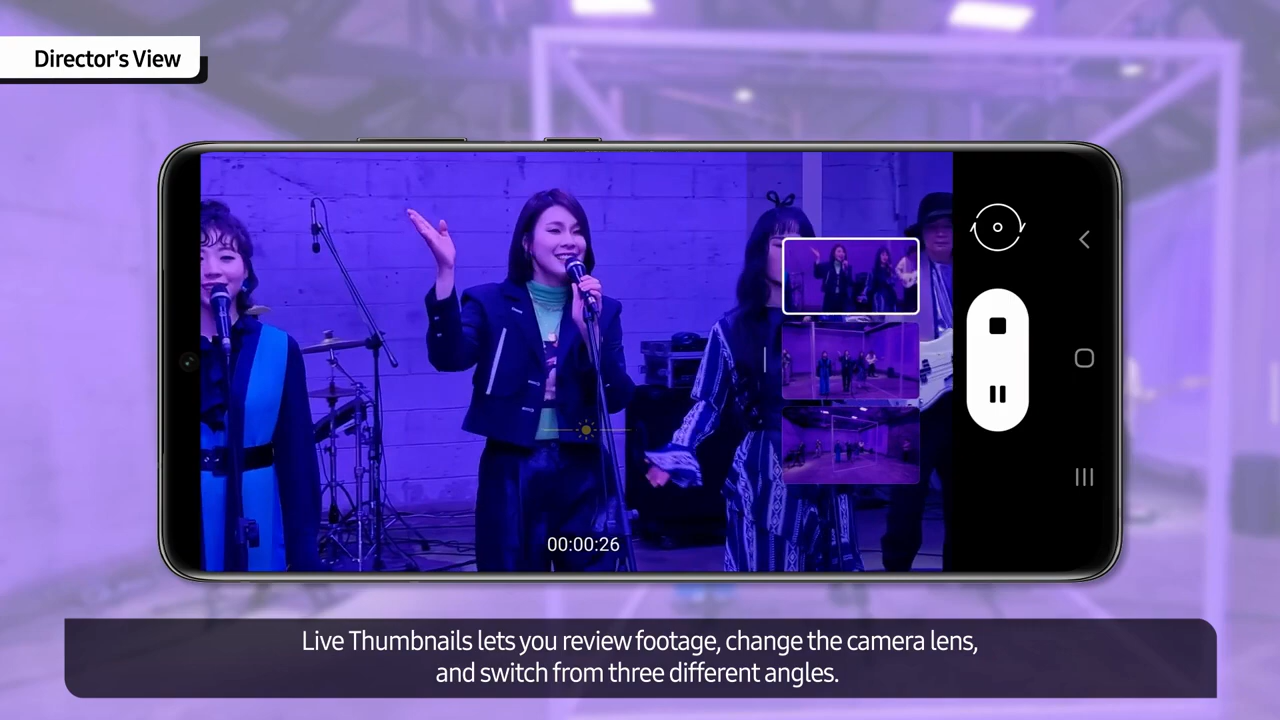 Director's View
00:00:26
Live Thumbnails lets you review footage, change the camera lens,
and switch from three different angles.